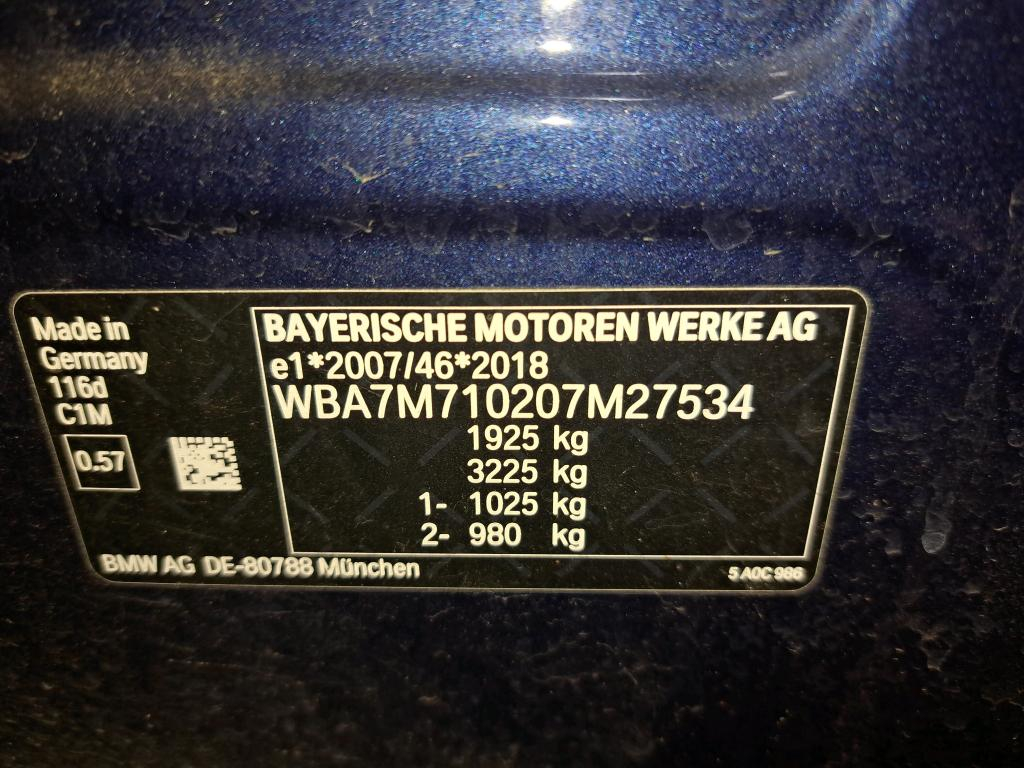 Made in
Germany
116d
C1M
0.57
BAYERISCHE MOTOREN WERKE AG
e1*2007/46*2018
WBA7M710207M27534
1925 kg
3225 kg
1- 1025 kg
2- 980 kg
BMW AG DE-80788 München
5 A0C 986